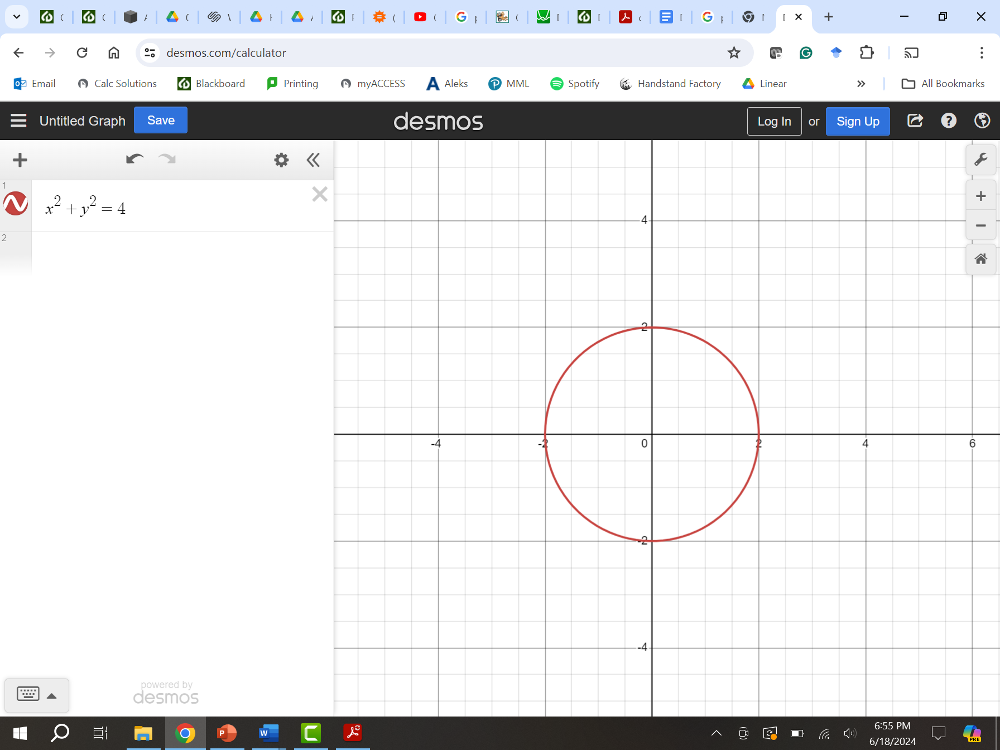 desmos.com/calculator
Email Calc Solutions Blackboard Printing myACCESS Aleks MML Spotify Handstand Factory Linear » All Bookmarks
Untitled Graph Save desmos Log In or Sign Up
1
x² + y² = 4
2
4
2
-4 -2 0 2 4 6
-2
-4
powered by
desmos
6:55 PM
6/18/2024
PRE